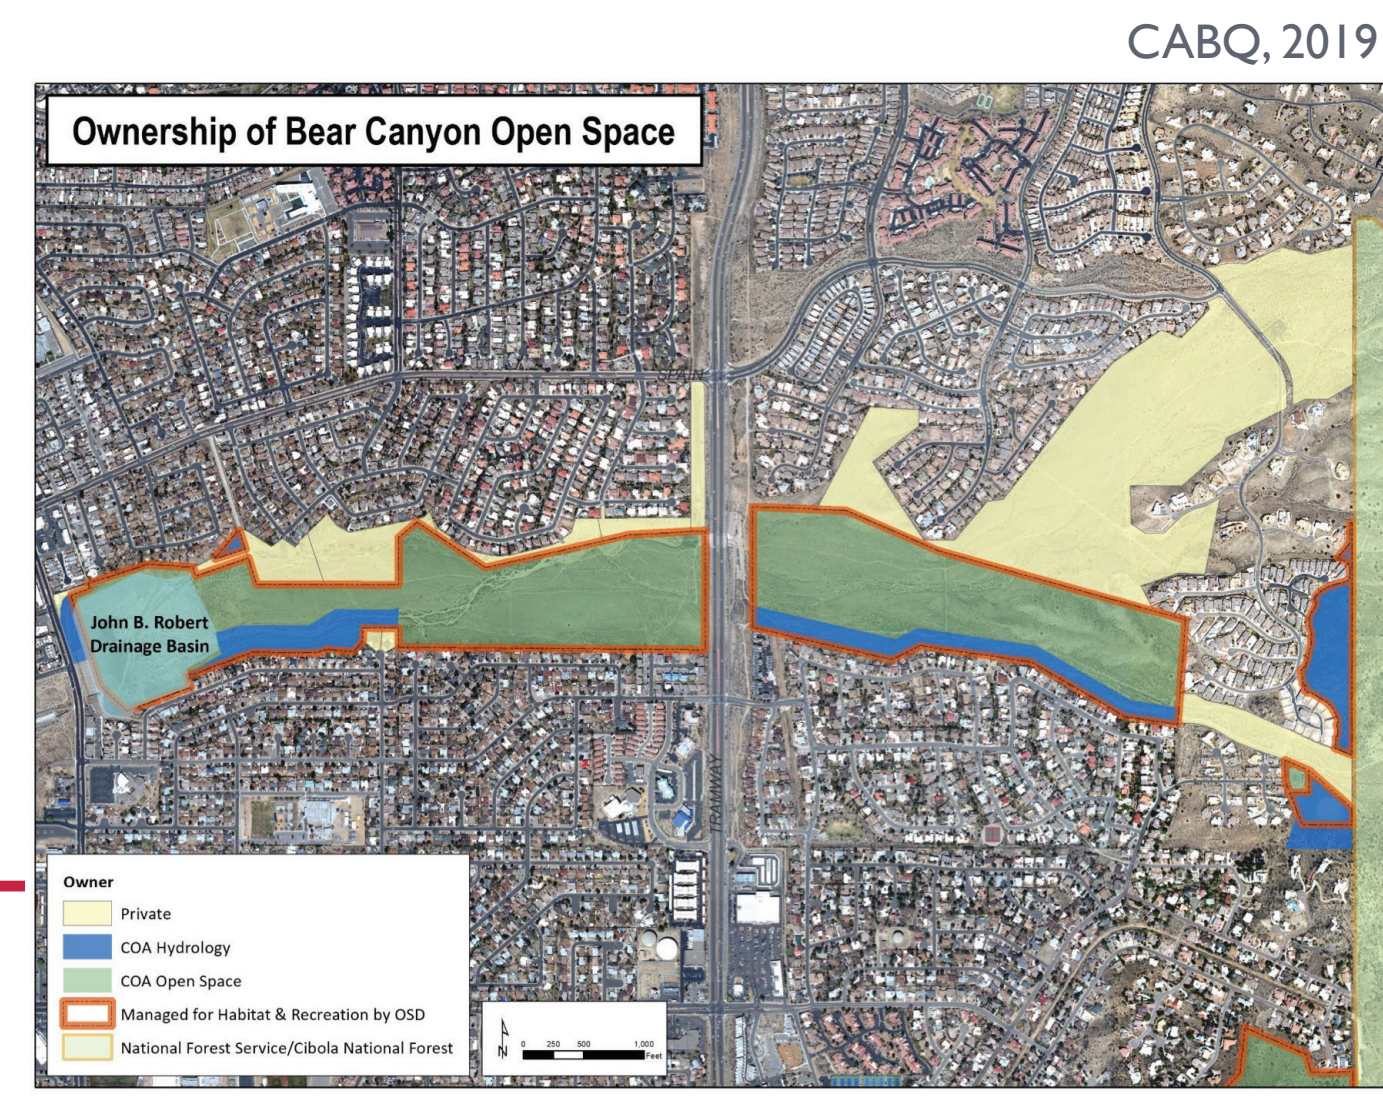 CABQ, 2019
Ownership of Bear Canyon Open Space
John B. Robert
Drainage Basin
TRAMWAY
Owner
Private
COA Hydrology
COA Open Space
Managed for Habitat & Recreation by OSD
National Forest Service/Cibola National Forest
N
0 250 500 1,000
Feet